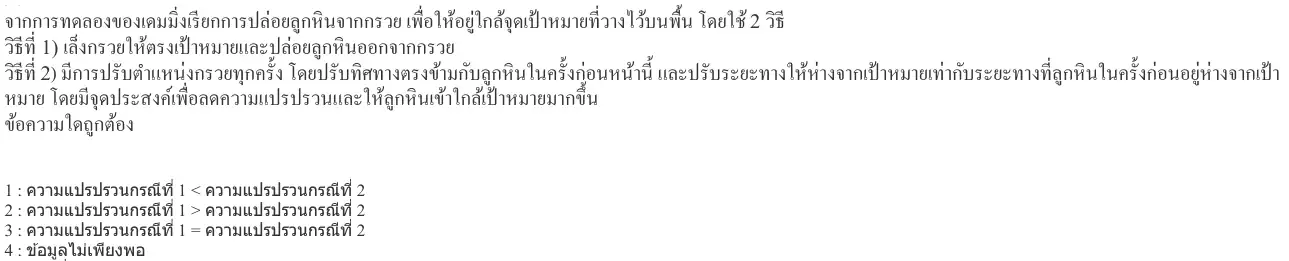 จากการทดลองของเดมมิ่งเรียกการปล่อยลูกหินจากกรวย เพื่อให้อยู่ใกล้จุดเป้าหมายที่วางไว้บนพื้น โดยใช้ 2 วิธี
วิธีที่ 1) เล็งกรวยให้ตรงเป้าหมายและปล่อยลูกหินออกจากกรวย
วิธีที่ 2) มีการปรับตำแหน่งกรวยทุกครั้ง โดยปรับทิศทางตรงข้ามกับลูกหินในครั้งก่อนหน้านี้ และปรับระยะทางให้ห่างจากเป้าหมายเท่ากับระยะทางที่ลูกหินในครั้งก่อนอยู่ห่างจากเป้า
หมาย โดยมีจุดประสงค์เพื่อลดความแปรปรวนและให้ลูกหินเข้าใกล้เป้าหมายมากขึ้น
ข้อความใดถูกต้อง
1 : ความแปรปรวนกรณีที่ 1 < ความแปรปรวนกรณีที่ 2
2 : ความแปรปรวนกรณีที่ 1 > ความแปรปรวนกรณีที่ 2
3 : ความแปรปรวนกรณีที่ 1 = ความแปรปรวนกรณีที่ 2
4 : ข้อมูลไม่เพียงพอ